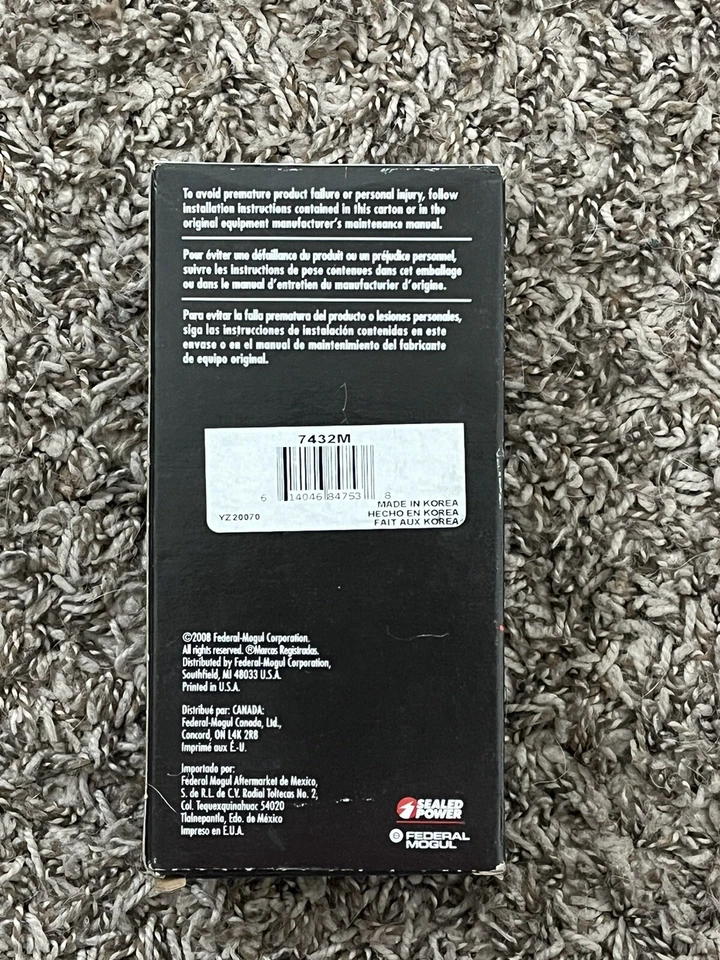 To avoid premature product failure or personal injury, follow
installation instructions contained in this carton or in the
original equipment manufacturer's maintenance manual.
Pour éviter une défaillance du produit ou un préjudice personnel,
suivre les instructions de pose contenues dans cet emballage
ou dans le manuel d'entretien du manufacturier d'origine.
Para evitar la falla prematura del producto o lesiones personales,
siga las instrucciones de instalación contenidas en este
envase o en el manual de maintenimiento del fabricante
de equipo original.
7432M
6 14046 84753 8
MADE IN KOREA
HECHO EN KOREA
YZ20070
FAIT AUX KOREA
©2008 Federal-Mogul Corporation.
All rights reserved. ®Marcas Registradas.
Distributed by Federal-Mogul Corporation,
Southfield, MI 48033 U.S.A.
Printed in U.S.A.
Distribué par: CANADA:
Federal-Mogul Canada, Ltd.,
Concord, ON L4K 2R8
Imprimé aux É.-U.
Importado por:
Federal Mogul Aftermarket de Mexico,
S. de R.L. de C.V. Radial Toltecas No. 2,
Col. Tequexquinahuac 54020
Tlalnepantla, Edo. de México
Impreso en E.U.A.
SEALED
POWER
FEDERAL
MOGUL